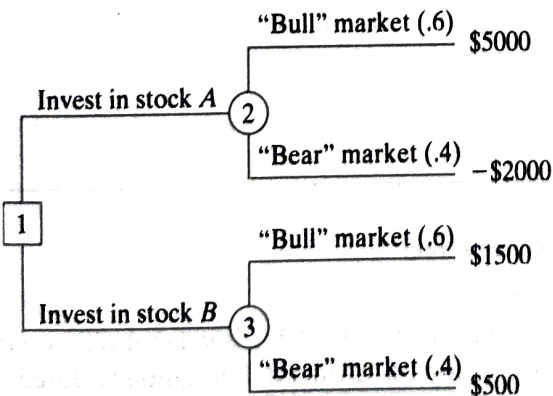 “Bull” market (.6)
$5000
Invest in stock A
2
“Bear” market (.4)
−$2000
1
“Bull” market (.6)
$1500
Invest in stock B
3
“Bear” market (.4)
$500